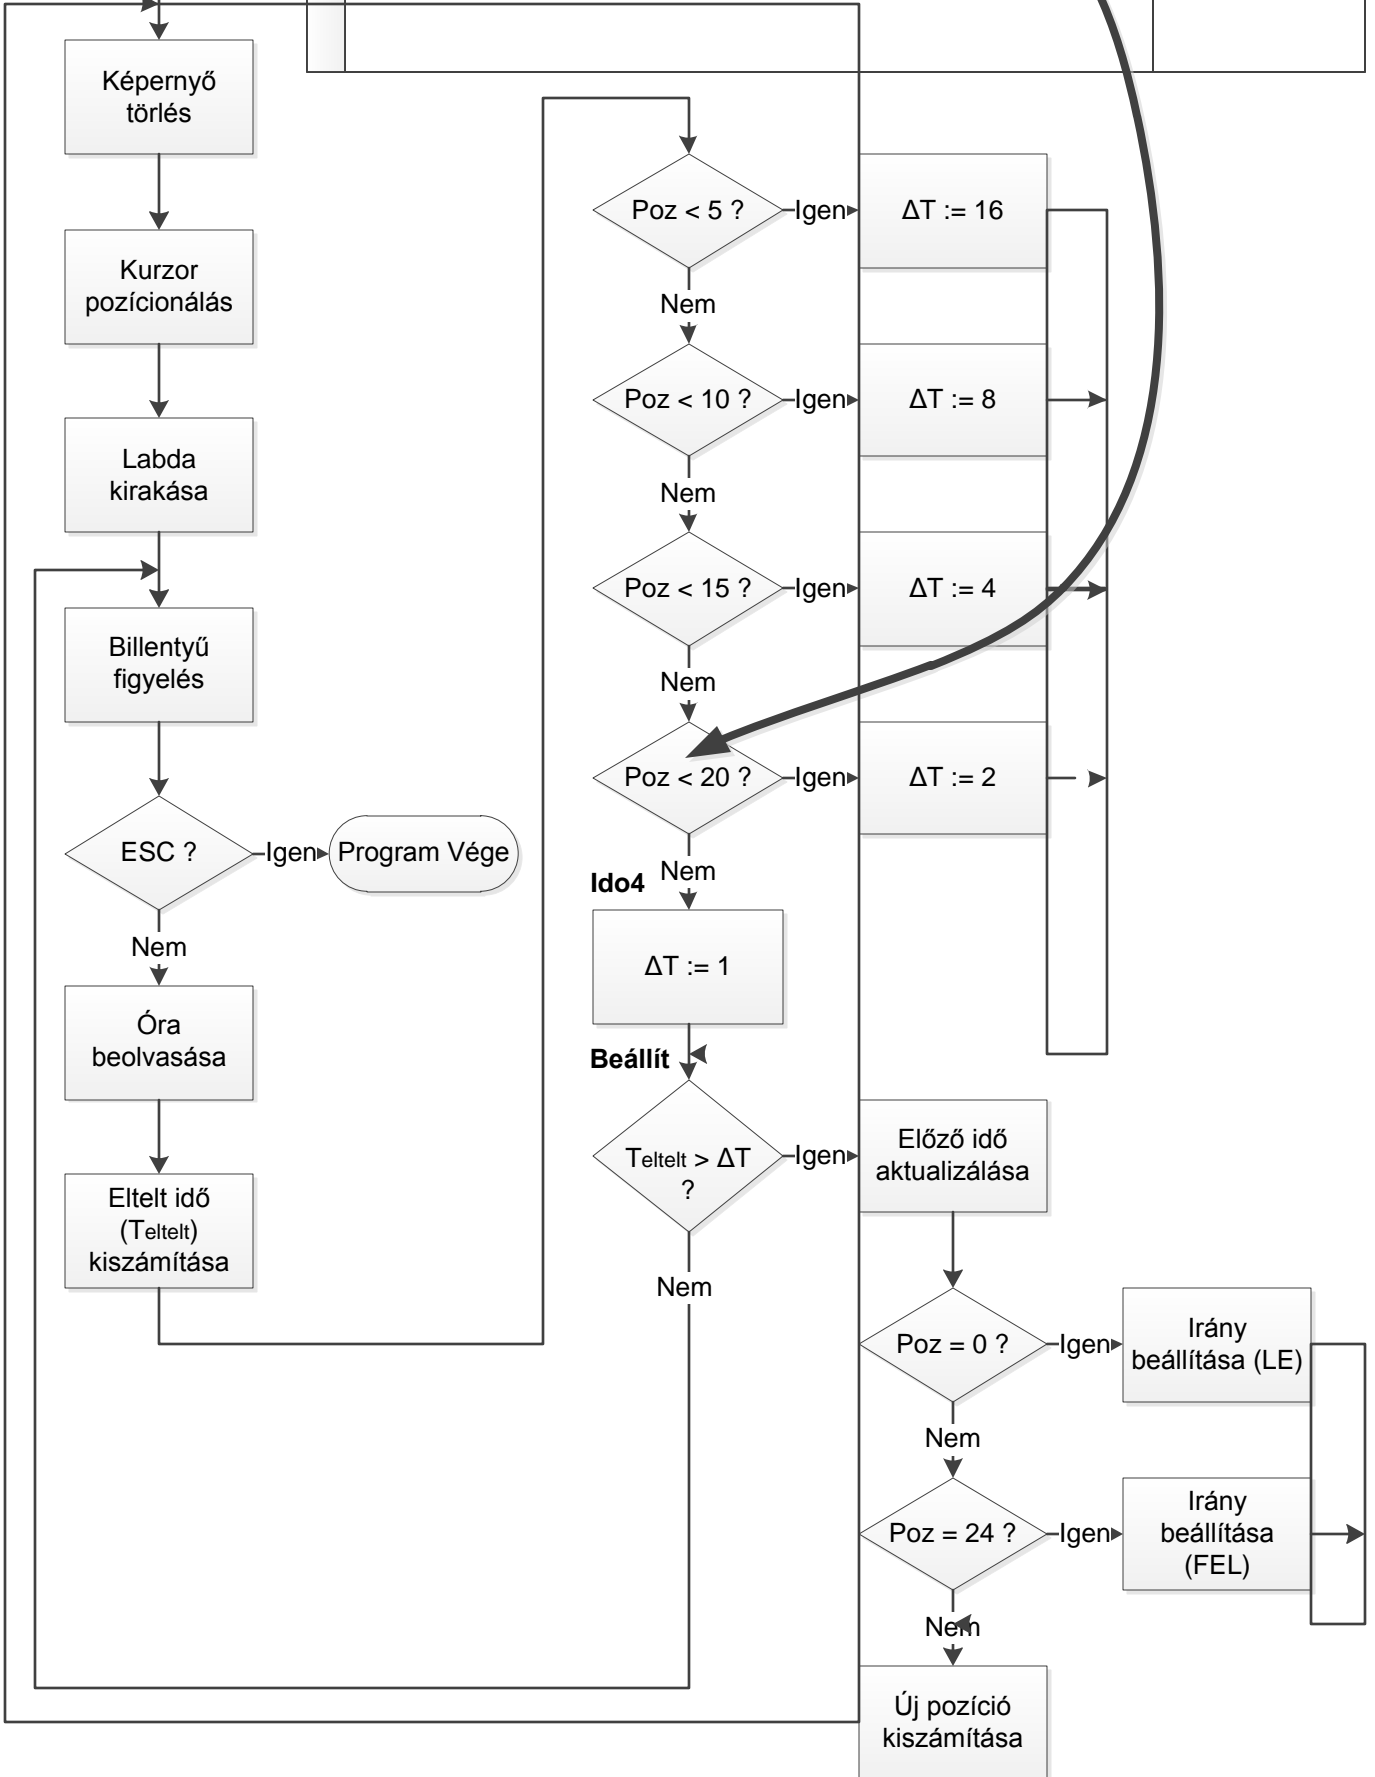 Képernyő
törlés
Kurzor
pozícionálás
Labda
kirakása
Billentyű
figyelés
ESC ?
Igen
Program Vége
Nem
Óra
beolvasása
Eltelt idő
(Teltelt)
kiszámítása
Poz < 5 ?
Igen
ΔT := 16
Nem
Poz < 10 ?
Igen
ΔT := 8
Nem
Poz < 15 ?
Igen
ΔT := 4
Nem
Poz < 20 ?
Igen
ΔT := 2
Nem
Ido4
ΔT := 1
Beállít
Teltelt > ΔT
?
Igen
Nem
Előző idő
aktualizálása
Poz = 0 ?
Igen
Irány
beállítása (LE)
Nem
Poz = 24 ?
Igen
Irány
beállítása
(FEL)
Nem
Új pozíció
kiszámítása